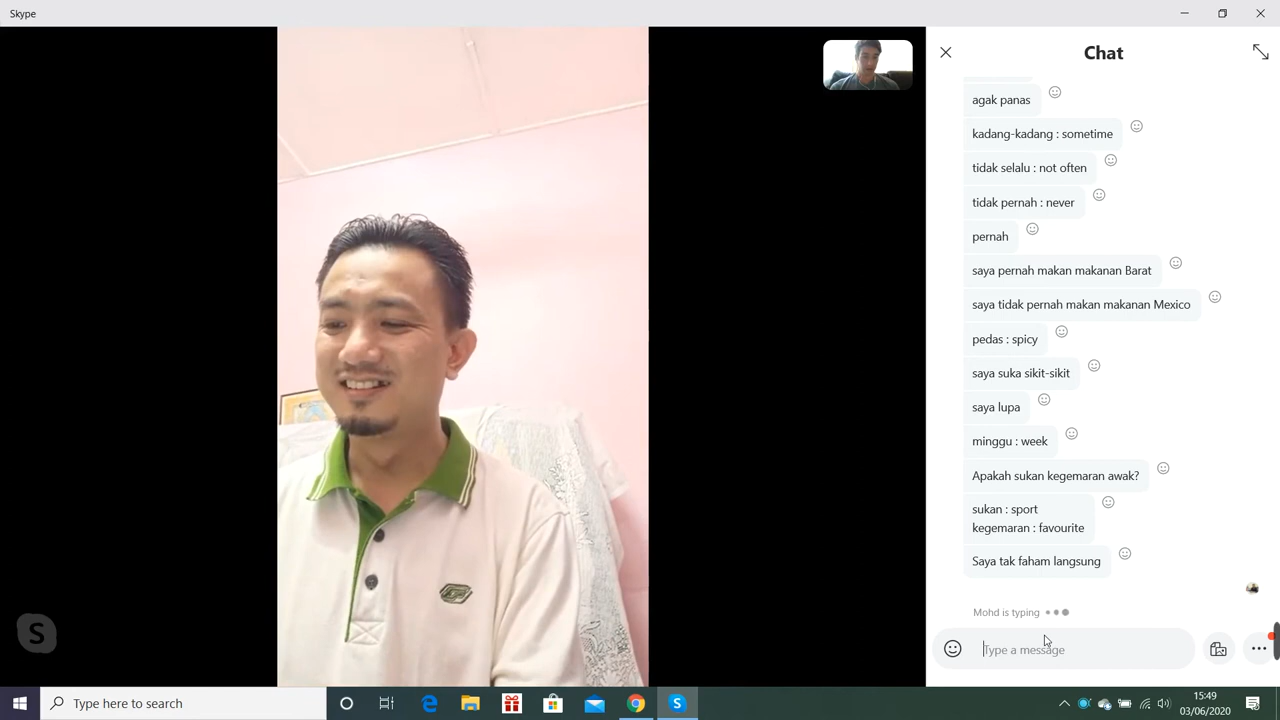 Skype
Chat
agak panas
kadang-kadang : sometime
tidak selalu : not often
tidak pernah : never
pernah
saya pernah makan makanan Barat
saya tidak pernah makan makanan Mexico
pedas : spicy
saya suka sikit-sikit
saya lupa
minggu : week
Apakah sukan kegemaran awak?
sukan : sport
kegemaran : favourite
Saya tak faham langsung
Mohd is typing
Type a message
S
Type here to search
S
15:49
03/06/2020